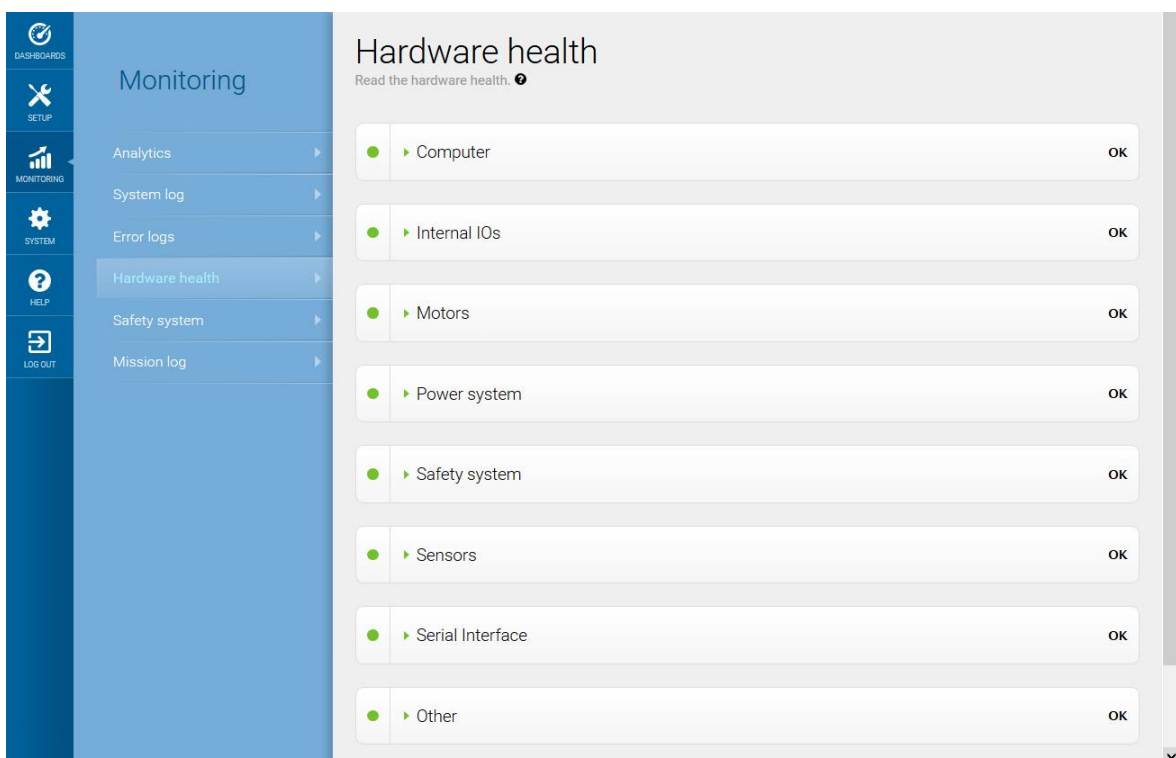 DASHBOARDS
SETUP
MONITORING
SYSTEM
HELP
LOG OUT
Monitoring
Analytics
System log
Error logs
Hardware health
Safety system
Mission log
Hardware health
Read the hardware health. ?
Computer OK
Internal IOs OK
Motors OK
Power system OK
Safety system OK
Sensors OK
Serial Interface OK
Other OK